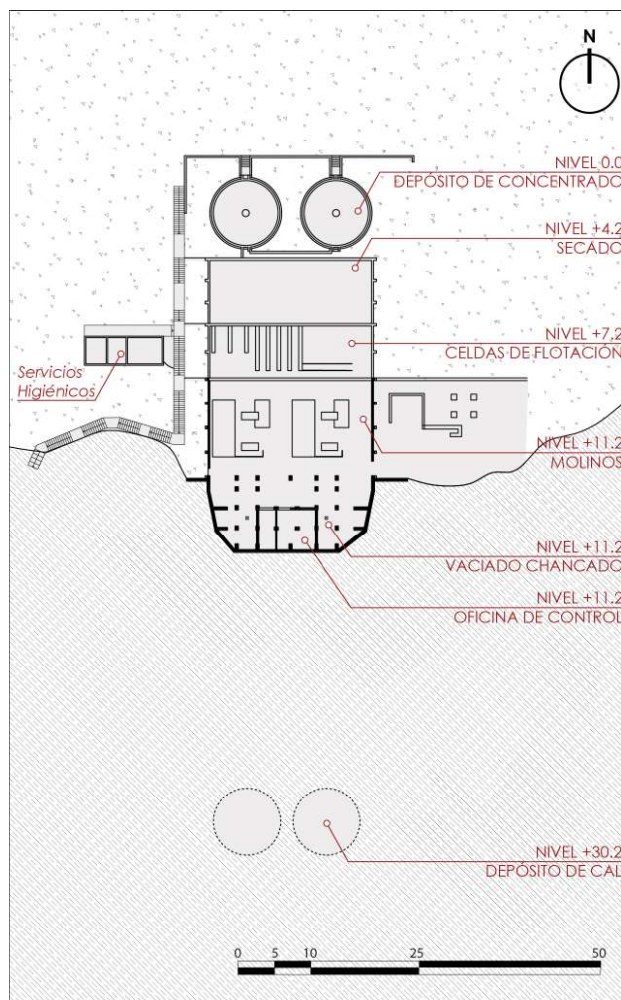 N
NIVEL 0.0
DEPÓSITO DE CONCENTRADO
NIVEL +4.2
SECADO
NIVEL +7.2
CELDAS DE FLOTACIÓN
Servicios
Higiénicos
NIVEL +11.2
MOLINOS
NIVEL +11.2
VACIADO CHANCADO
NIVEL +11.2
OFICINA DE CONTROL
NIVEL +30.2
DEPÓSITO DE CAL
0 5 10 25 50